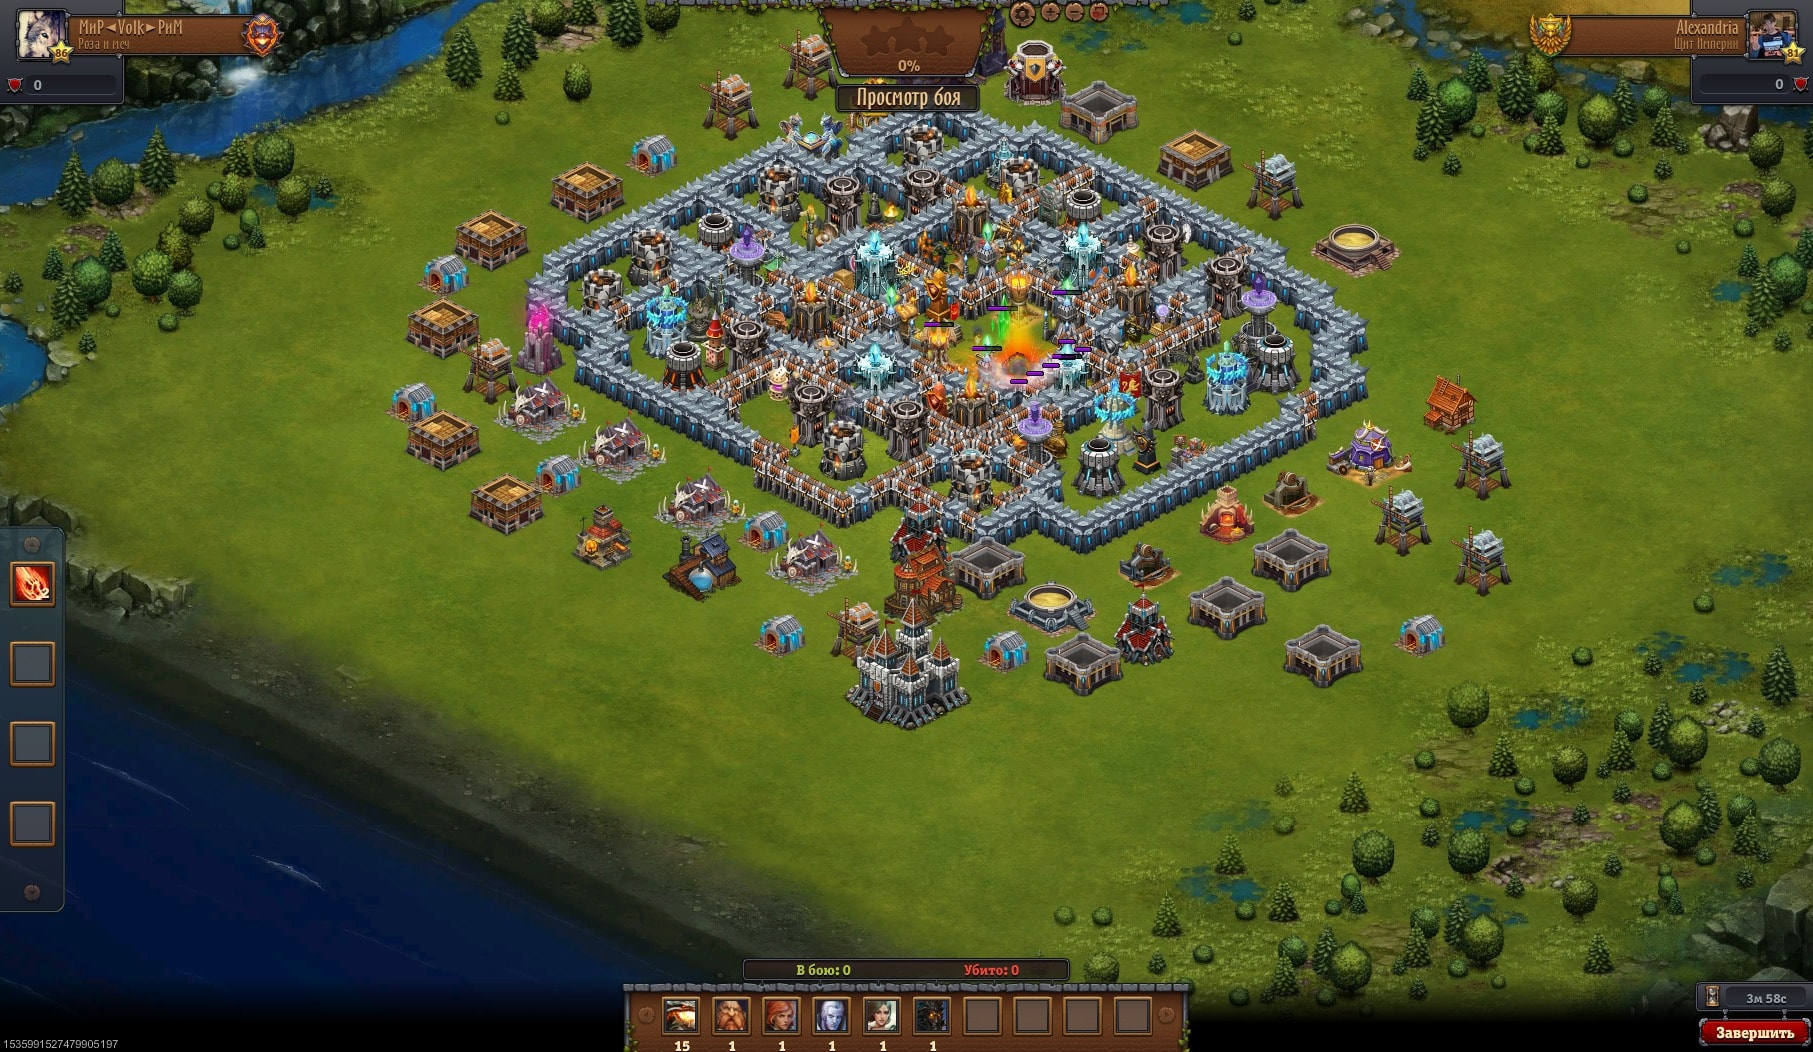 МиР◄Volk►РиМ
Роза и меч
86
0
0%
Просмотр боя
Alexandria
Щит Империи
81
0
2
В бою: 0 Убито: 0
15 1 1 1 1 1
3м 58с
Завершить
1535991527479905197